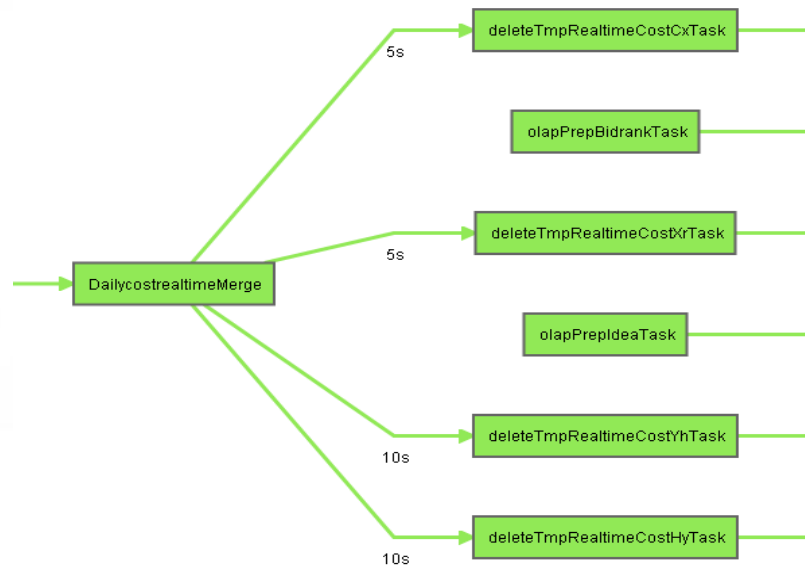 deleteTmpRealtimeCostCxTask
5s
olapPrepBidrankTask
deleteTmpRealtimeCostXrTask
5s
DailycostrealtimeMerge
olapPrepIdeaTask
deleteTmpRealtimeCostYhTask
10s
deleteTmpRealtimeCostHyTask
10s